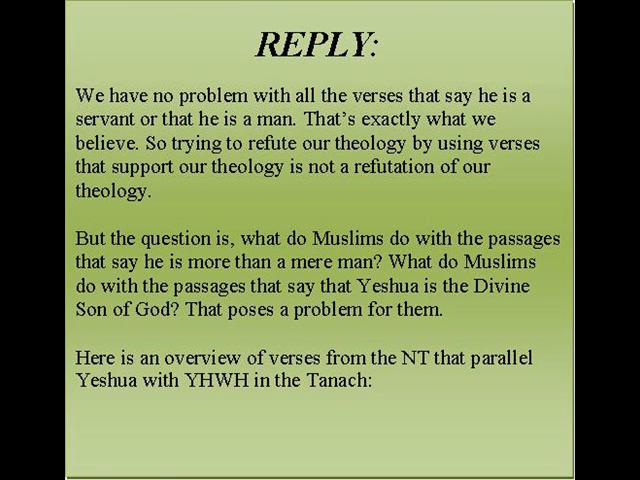 REPLY:
We have no problem with all the verses that say he is a
servant or that he is a man. That’s exactly what we
believe. So trying to refute our theology by using verses
that support our theology is not a refutation of our
theology.
But the question is, what do Muslims do with the passages
that say he is more than a mere man? What do Muslims
do with the passages that say that Yeshua is the Divine
Son of God? That poses a problem for them.
Here is an overview of verses from the NT that parallel
Yeshua with YHWH in the Tanach: